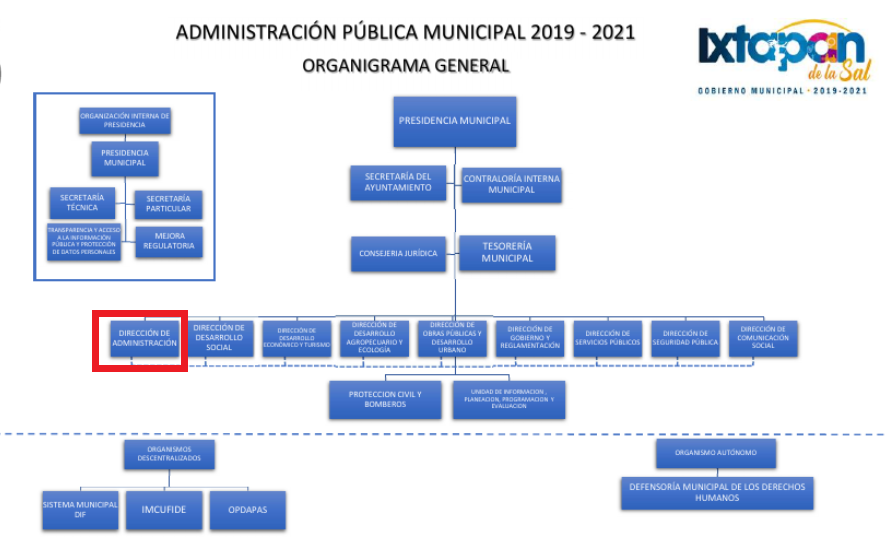 ADMINISTRACIÓN PÚBLICA MUNICIPAL 2019 - 2021
ORGANIGRAMA GENERAL
Ixtapan
de la Sal
GOBIERNO MUNICIPAL · 2019-2021
ORGANIZACIÓN INTERNA DE
PRESIDENCIA
PRESIDENCIA
MUNICIPAL
SECRETARÍA
TÉCNICA
SECRETARÍA
PARTICULAR
TRANSPARENCIA Y ACCESO
A LA INFORMACIÓN
PÚBLICA Y PROTECCIÓN
DE DATOS PERSONALES
MEJORA
REGULATORIA
PRESIDENCIA MUNICIPAL
SECRETARÍA DEL
AYUNTAMIENTO
CONTRALORÍA INTERNA
MUNICIPAL
CONSEJERIA JURÍDICA
TESORERÍA
MUNICIPAL
DIRECCIÓN DE
ADMINISTRACIÓN
DIRECCIÓN DE
DESARROLLO
SOCIAL
DIRECCIÓN DE
DESARROLLO
ECONÓMICO Y TURISMO
DIRECCIÓN DE
DESARROLLO
AGROPECUARIO Y
ECOLOGÍA
DIRECCIÓN DE
OBRAS PÚBLICAS Y
DESARROLLO
URBANO
DIRECCIÓN DE
GOBIERNO Y
REGLAMENTACIÓN
DIRECCIÓN DE
SERVICIOS PÚBLICOS
DIRECCIÓN DE
SEGURIDAD PÚBLICA
DIRECCIÓN DE
COMUNICACIÓN
SOCIAL
PROTECCION CIVIL Y
BOMBEROS
UNIDAD DE INFORMACION ,
PLANEACION, PROGRAMACION Y
EVALUACION
ORGANISMOS
DESCENTRALIZADOS
SISTEMA MUNICIPAL
DIF
IMCUFIDE
OPDAPAS
ORGANISMO AUTÓNOMO
DEFENSORÍA MUNICIPAL DE LOS DERECHOS
HUMANOS